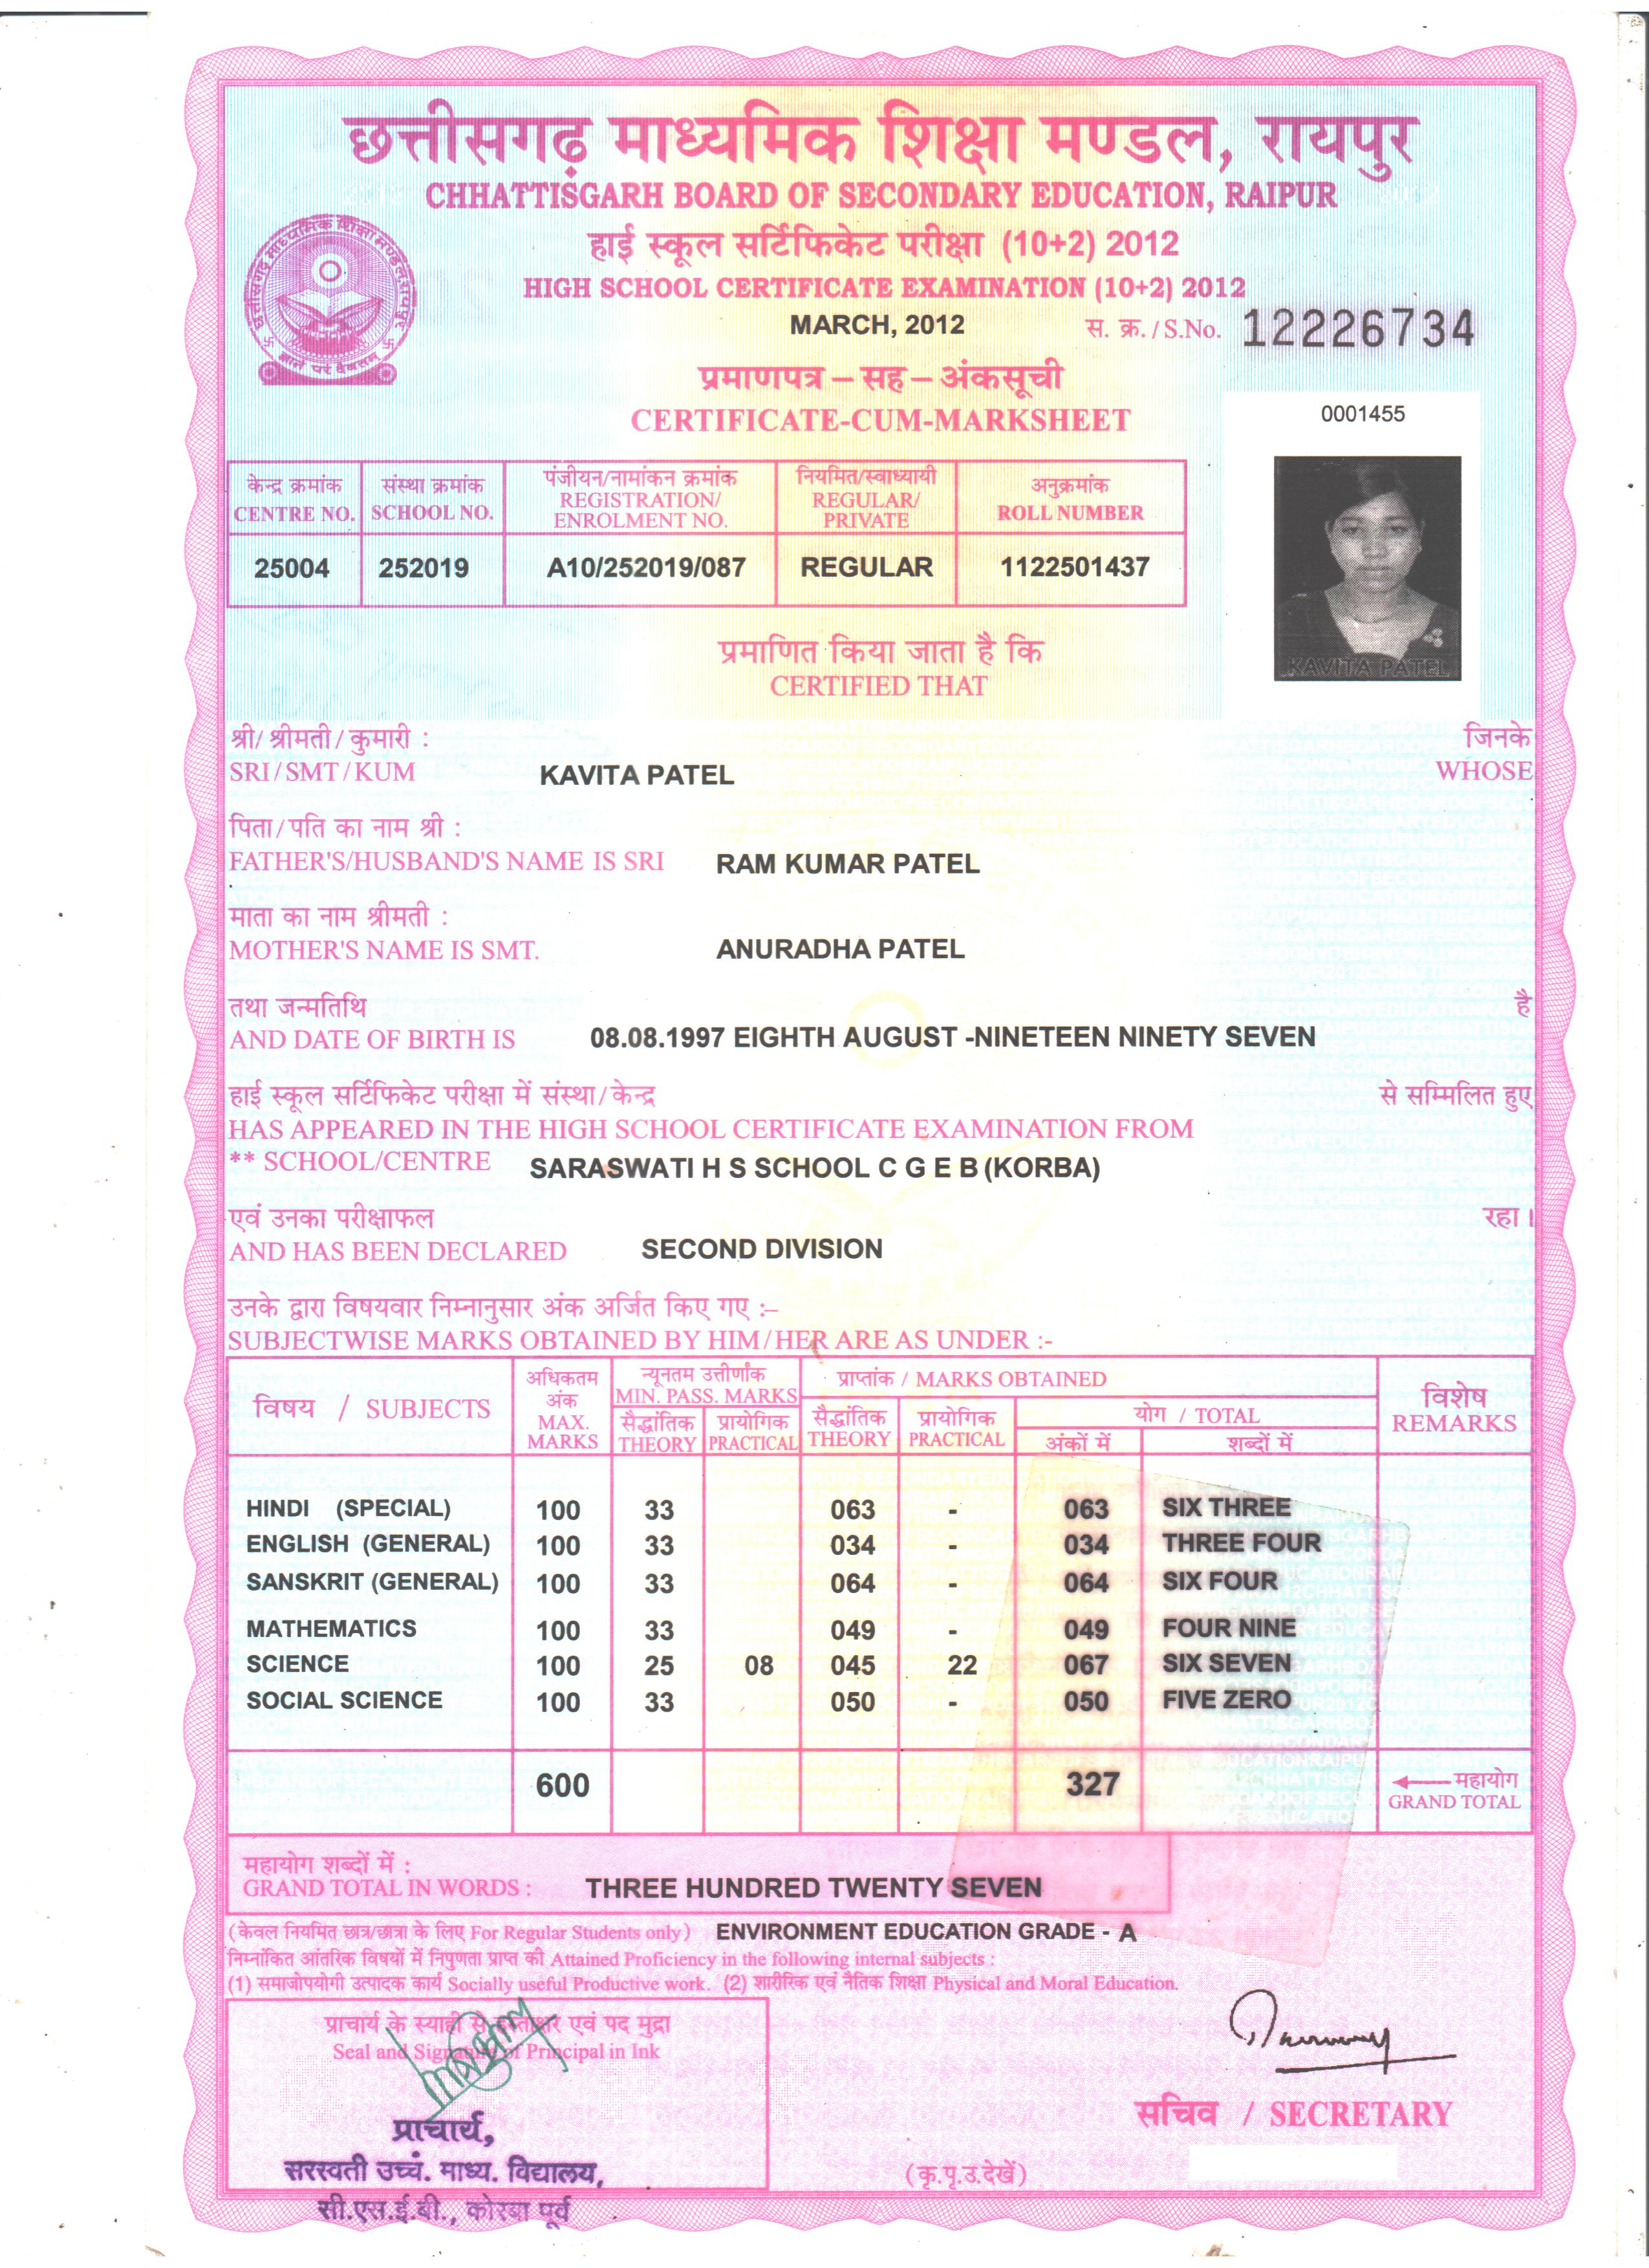 छत्तीसगढ़ माध्यमिक शिक्षा मण्डल, रायपुर
CHHATTISGARH BOARD OF SECONDARY EDUCATION, RAIPUR
हाई स्कूल सर्टिफिकेट परीक्षा (10+2) 2012
HIGH SCHOOL CERTIFICATE EXAMINATION (10+2) 2012
MARCH, 2012
स. क्र. / S.No. 12226734
प्रमाणपत्र – सह – अंकसूची
CERTIFICATE-CUM-MARKSHEET
0001455
केन्द्र क्रमांक संस्था क्रमांक पंजीयन/नामांकन क्रमांक नियमित/स्वाध्यायी अनुक्रमांक
CENTRE NO. SCHOOL NO. REGISTRATION/ ENROLMENT NO. REGULAR/ PRIVATE ROLL NUMBER
25004 252019 A10/252019/087 REGULAR 1122501437
KAVITA PATEL
प्रमाणित किया जाता है कि
CERTIFIED THAT
श्री/ श्रीमती / कुमारी : जिनके
SRI / SMT / KUM KAVITA PATEL WHOSE
पिता/पति का नाम श्री :
FATHER'S/HUSBAND'S NAME IS SRI RAM KUMAR PATEL
माता का नाम श्रीमती :
MOTHER'S NAME IS SMT. ANURADHA PATEL
तथा जन्मतिथि है
AND DATE OF BIRTH IS 08.08.1997 EIGHTH AUGUST -NINETEEN NINETY SEVEN
हाई स्कूल सर्टिफिकेट परीक्षा में संस्था/केन्द्र से सम्मिलित हुए
HAS APPEARED IN THE HIGH SCHOOL CERTIFICATE EXAMINATION FROM
** SCHOOL/CENTRE SARASWATI H S SCHOOL C G E B (KORBA)
एवं उनका परीक्षाफल रहा।
AND HAS BEEN DECLARED SECOND DIVISION
उनके द्वारा विषयवार निम्नानुसार अंक अर्जित किए गए :–
SUBJECTWISE MARKS OBTAINED BY HIM/HER ARE AS UNDER :-
विषय / SUBJECTS अधिकतम अंक MAX. MARKS न्यूनतम उत्तीर्णांक MIN. PASS. MARKS प्राप्तांक / MARKS OBTAINED विशेष REMARKS
सैद्धांतिक THEORY प्रायोगिक PRACTICAL सैद्धांतिक THEORY प्रायोगिक PRACTICAL योग / TOTAL
अंकों में शब्दों में
HINDI (SPECIAL) 100 33 063 - 063 SIX THREE
ENGLISH (GENERAL) 100 33 034 - 034 THREE FOUR
SANSKRIT (GENERAL) 100 33 064 - 064 SIX FOUR
MATHEMATICS 100 33 049 - 049 FOUR NINE
SCIENCE 100 25 08 045 22 067 SIX SEVEN
SOCIAL SCIENCE 100 33 050 - 050 FIVE ZERO
600 327 महायोग
GRAND TOTAL
महायोग शब्दों में :
GRAND TOTAL IN WORDS : THREE HUNDRED TWENTY SEVEN
(केवल नियमित छात्र/छात्रा के लिए For Regular Students only) ENVIRONMENT EDUCATION GRADE - A
निम्नांकित आंतरिक विषयों में निपुणता प्राप्त की Attained Proficiency in the following internal subjects :
(1) समाजोपयोगी उत्पादक कार्य Socially useful Productive work. (2) शारीरिक एवं नैतिक शिक्षा Physical and Moral Education.
प्राचार्य के स्याही से हस्ताक्षर एवं पद मुद्रा
Seal and Signature of Principal in Ink
प्राचार्य,
सरस्वती उच्च. माध्य. विद्यालय,
सी.एस.ई.बी., कोरबा पूर्व
सचिव / SECRETARY
(कृ.पृ.उ.देखें)